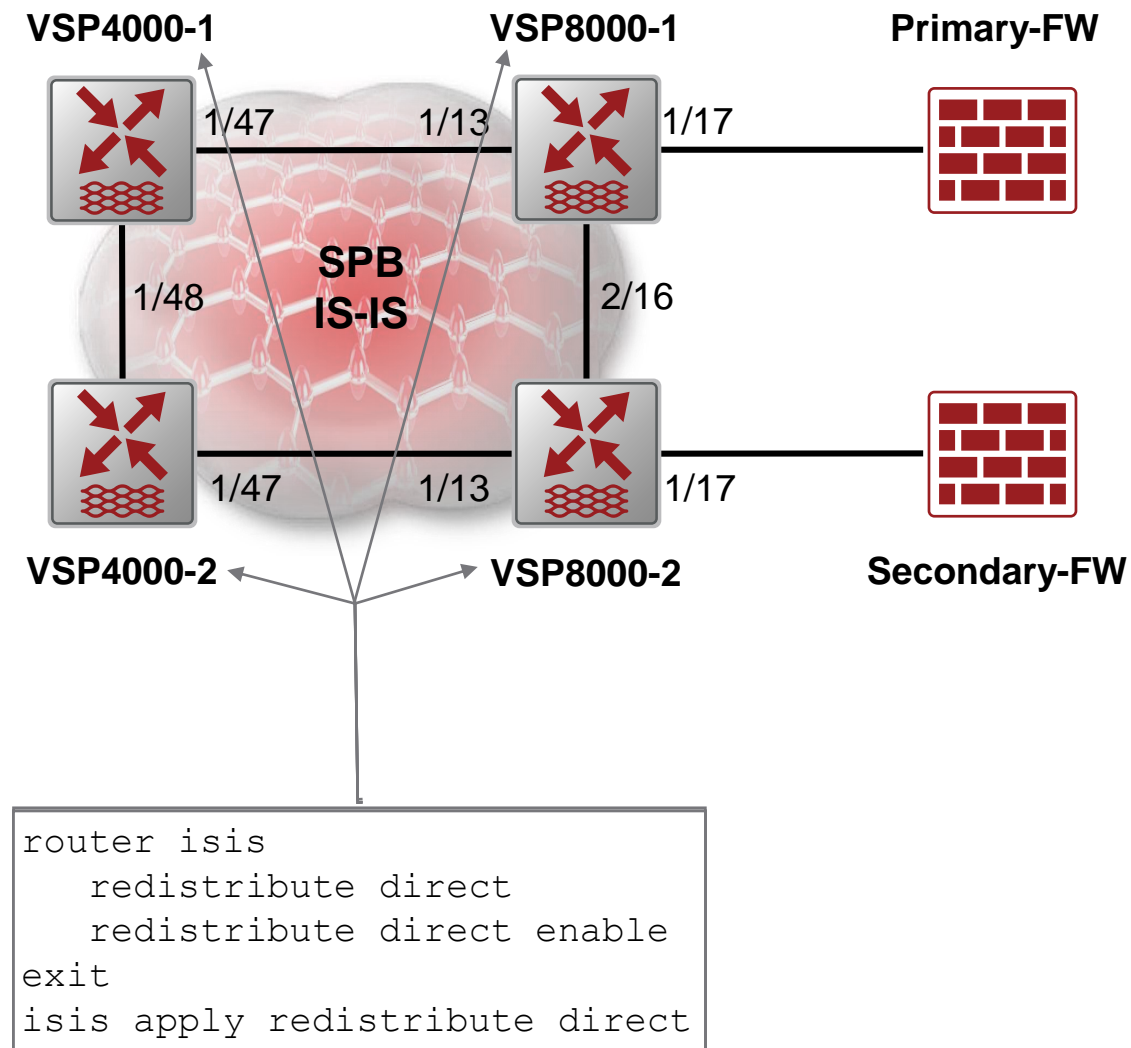 VSP4000-1 VSP8000-1 Primary-FW
1/47 1/13 1/17
SPB
IS-IS
1/48 2/16
1/47 1/13 1/17
VSP4000-2 VSP8000-2 Secondary-FW
router isis
   redistribute direct
   redistribute direct enable
exit
isis apply redistribute direct